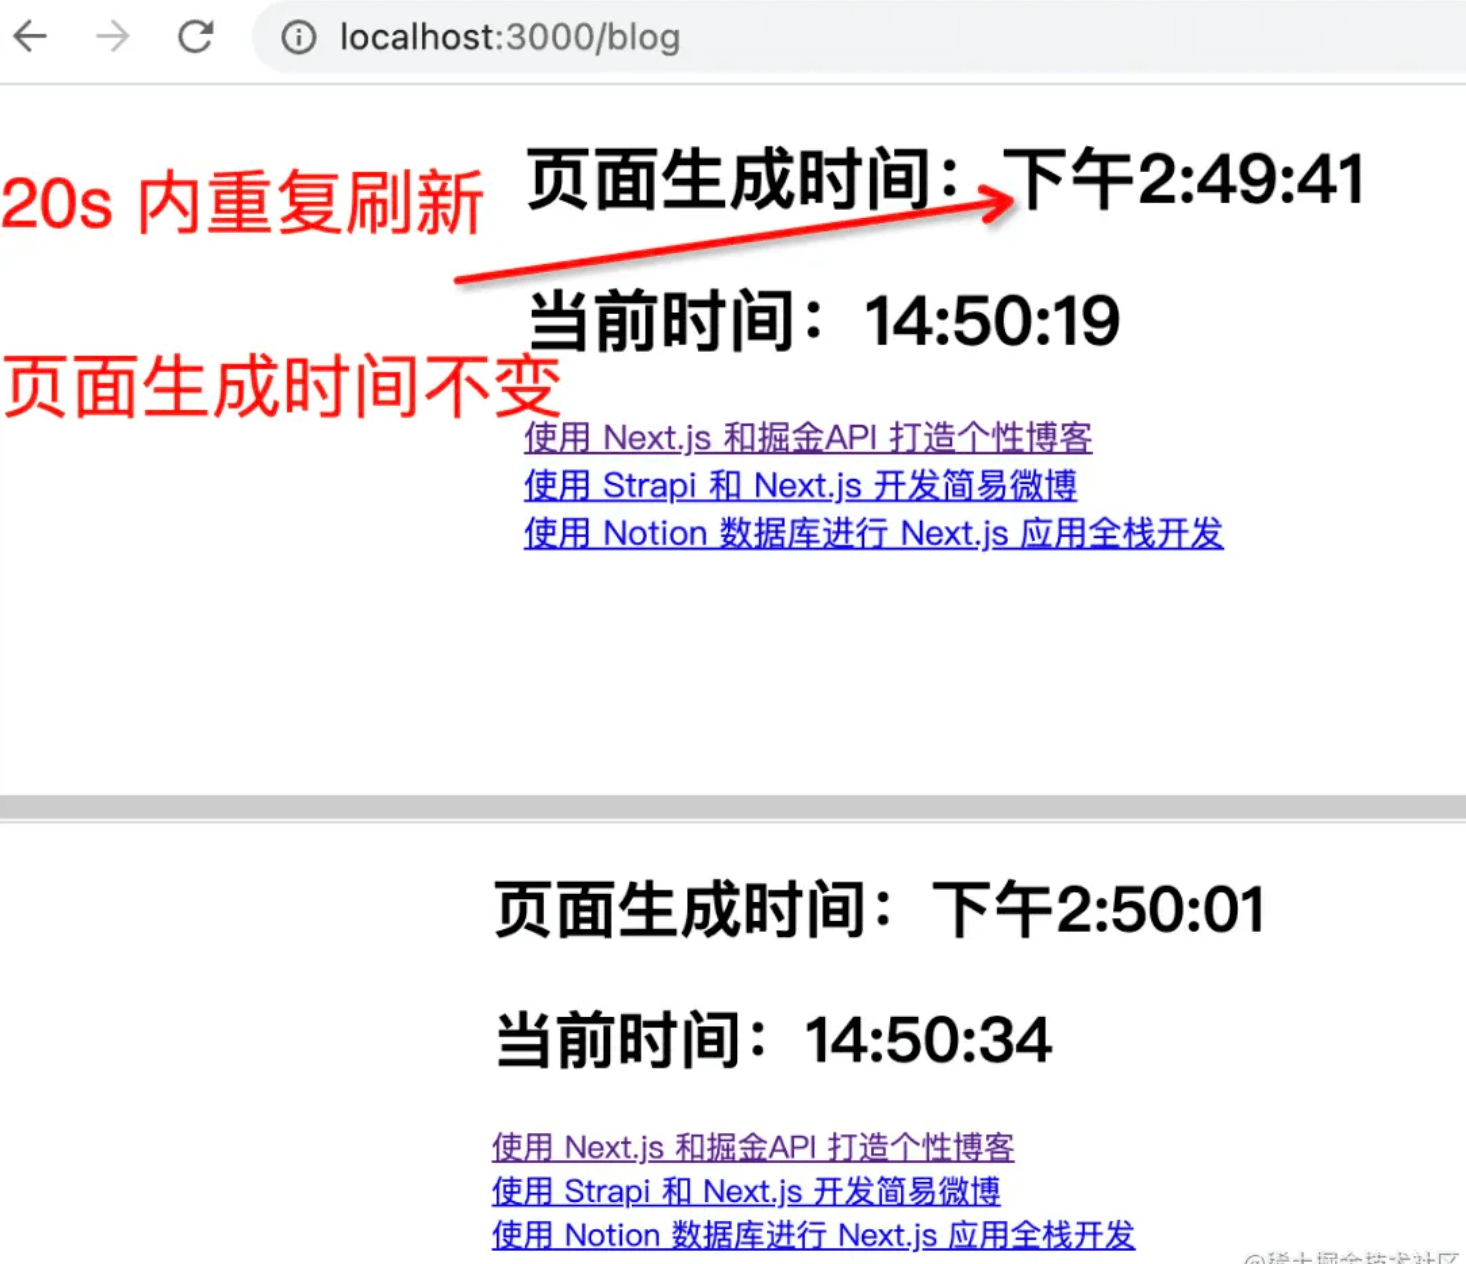 localhost:3000/blog
页面生成时间：下午2:49:41
20s 内重复刷新
当前时间：14:50:19
页面生成时间不变
使用 Next.js 和掘金API 打造个性博客
使用 Strapi 和 Next.js 开发简易微博
使用 Notion 数据库进行 Next.js 应用全栈开发
页面生成时间：下午2:50:01
当前时间：14:50:34
使用 Next.js 和掘金API 打造个性博客
使用 Strapi 和 Next.js 开发简易微博
使用 Notion 数据库进行 Next.js 应用全栈开发
@稀土掘金技术社区